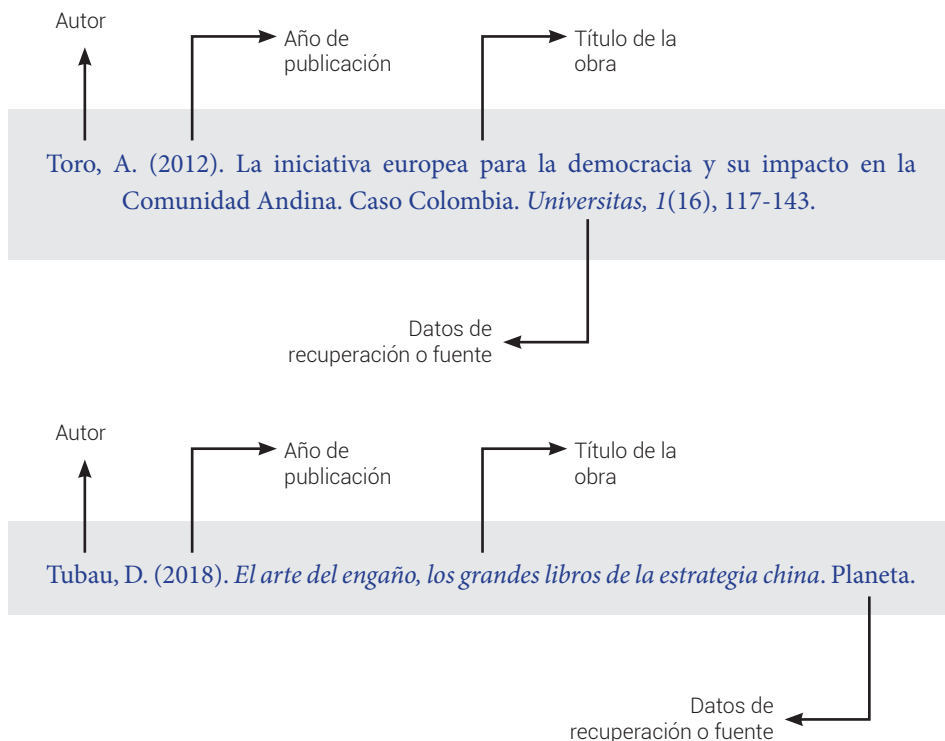 Autor
Año de
publicación
Título de la
obra
Toro, A. (2012). La iniciativa europea para la democracia y su impacto en la
Comunidad Andina. Caso Colombia. Universitas, 1(16), 117-143.
Datos de
recuperación o fuente
Autor
Año de
publicación
Título de la
obra
Tubau, D. (2018). El arte del engaño, los grandes libros de la estrategia china. Planeta.
Datos de
recuperación o fuente